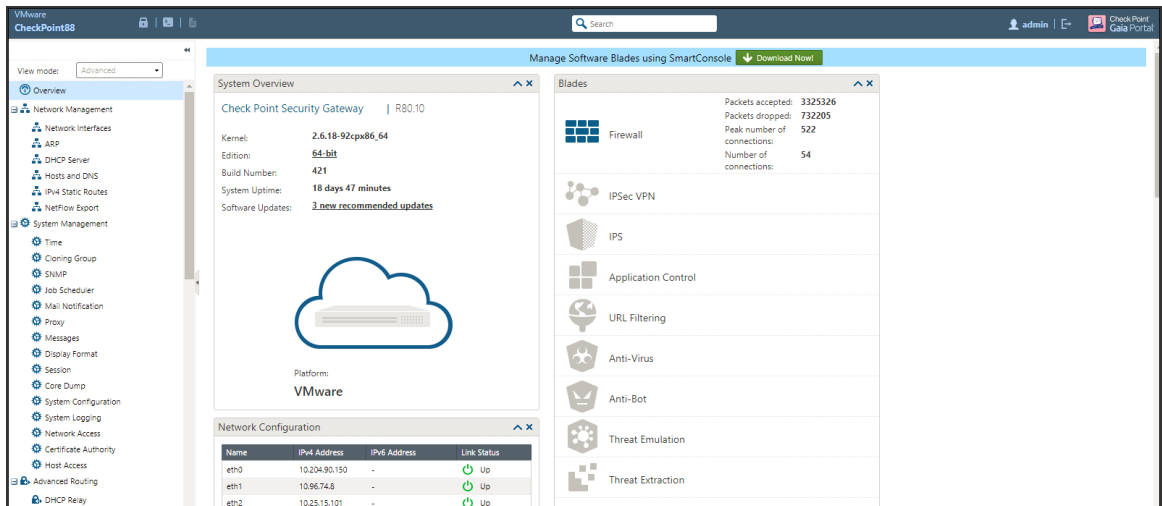 VMware
CheckPoint88
Search
admin
Check Point
Gaia Portal
View mode: Advanced
Overview
Network Management
Network Interfaces
ARP
DHCP Server
Hosts and DNS
IPv4 Static Routes
NetFlow Export
System Management
Time
Cloning Group
SNMP
Job Scheduler
Mail Notification
Proxy
Messages
Display Format
Session
Core Dump
System Configuration
System Logging
Network Access
Certificate Authority
Host Access
Advanced Routing
DHCP Relay
Manage Software Blades using SmartConsole Download Now!
System Overview
Check Point Security Gateway | R80.10
Kernel: 2.6.18-92cpx86_64
Edition: 64-bit
Build Number: 421
System Uptime: 18 days 47 minutes
Software Updates: 3 new recommended updates
Platform:
VMware
Network Configuration
Name IPv4 Address IPv6 Address Link Status
eth0 10.204.90.150 - Up
eth1 10.96.74.8 - Up
eth2 10.25.15.101 - Up
Blades
Firewall
Packets accepted: 3325326
Packets dropped: 732205
Peak number of 522
connections:
Number of 54
connections:
IPSec VPN
IPS
Application Control
URL Filtering
Anti-Virus
Anti-Bot
Threat Emulation
Threat Extraction